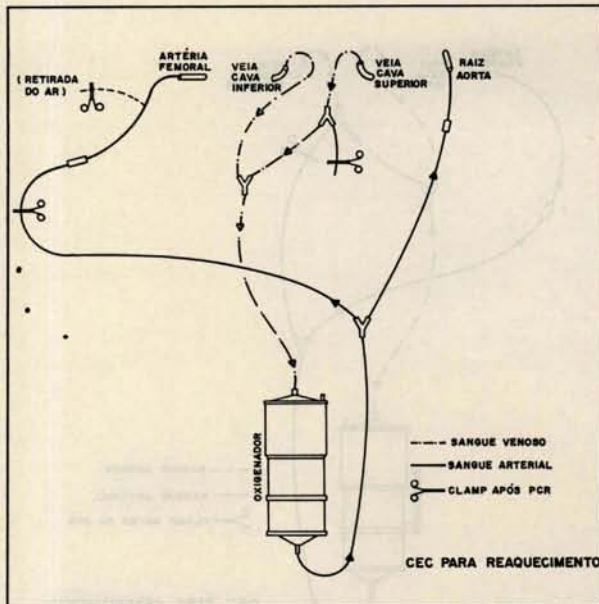 ARTÉRIA
FEMORAL
( RETIRADA
DO AR)
VEIA
CAVA
INFERIOR
VEIA
CAVA
SUPERIOR
RAIZ
AORTA
OXIGENADOR
SANGUE VENOSO
SANGUE ARTERIAL
CLAMP APÓS PCR
CEC PARA REAQUECIMENTO